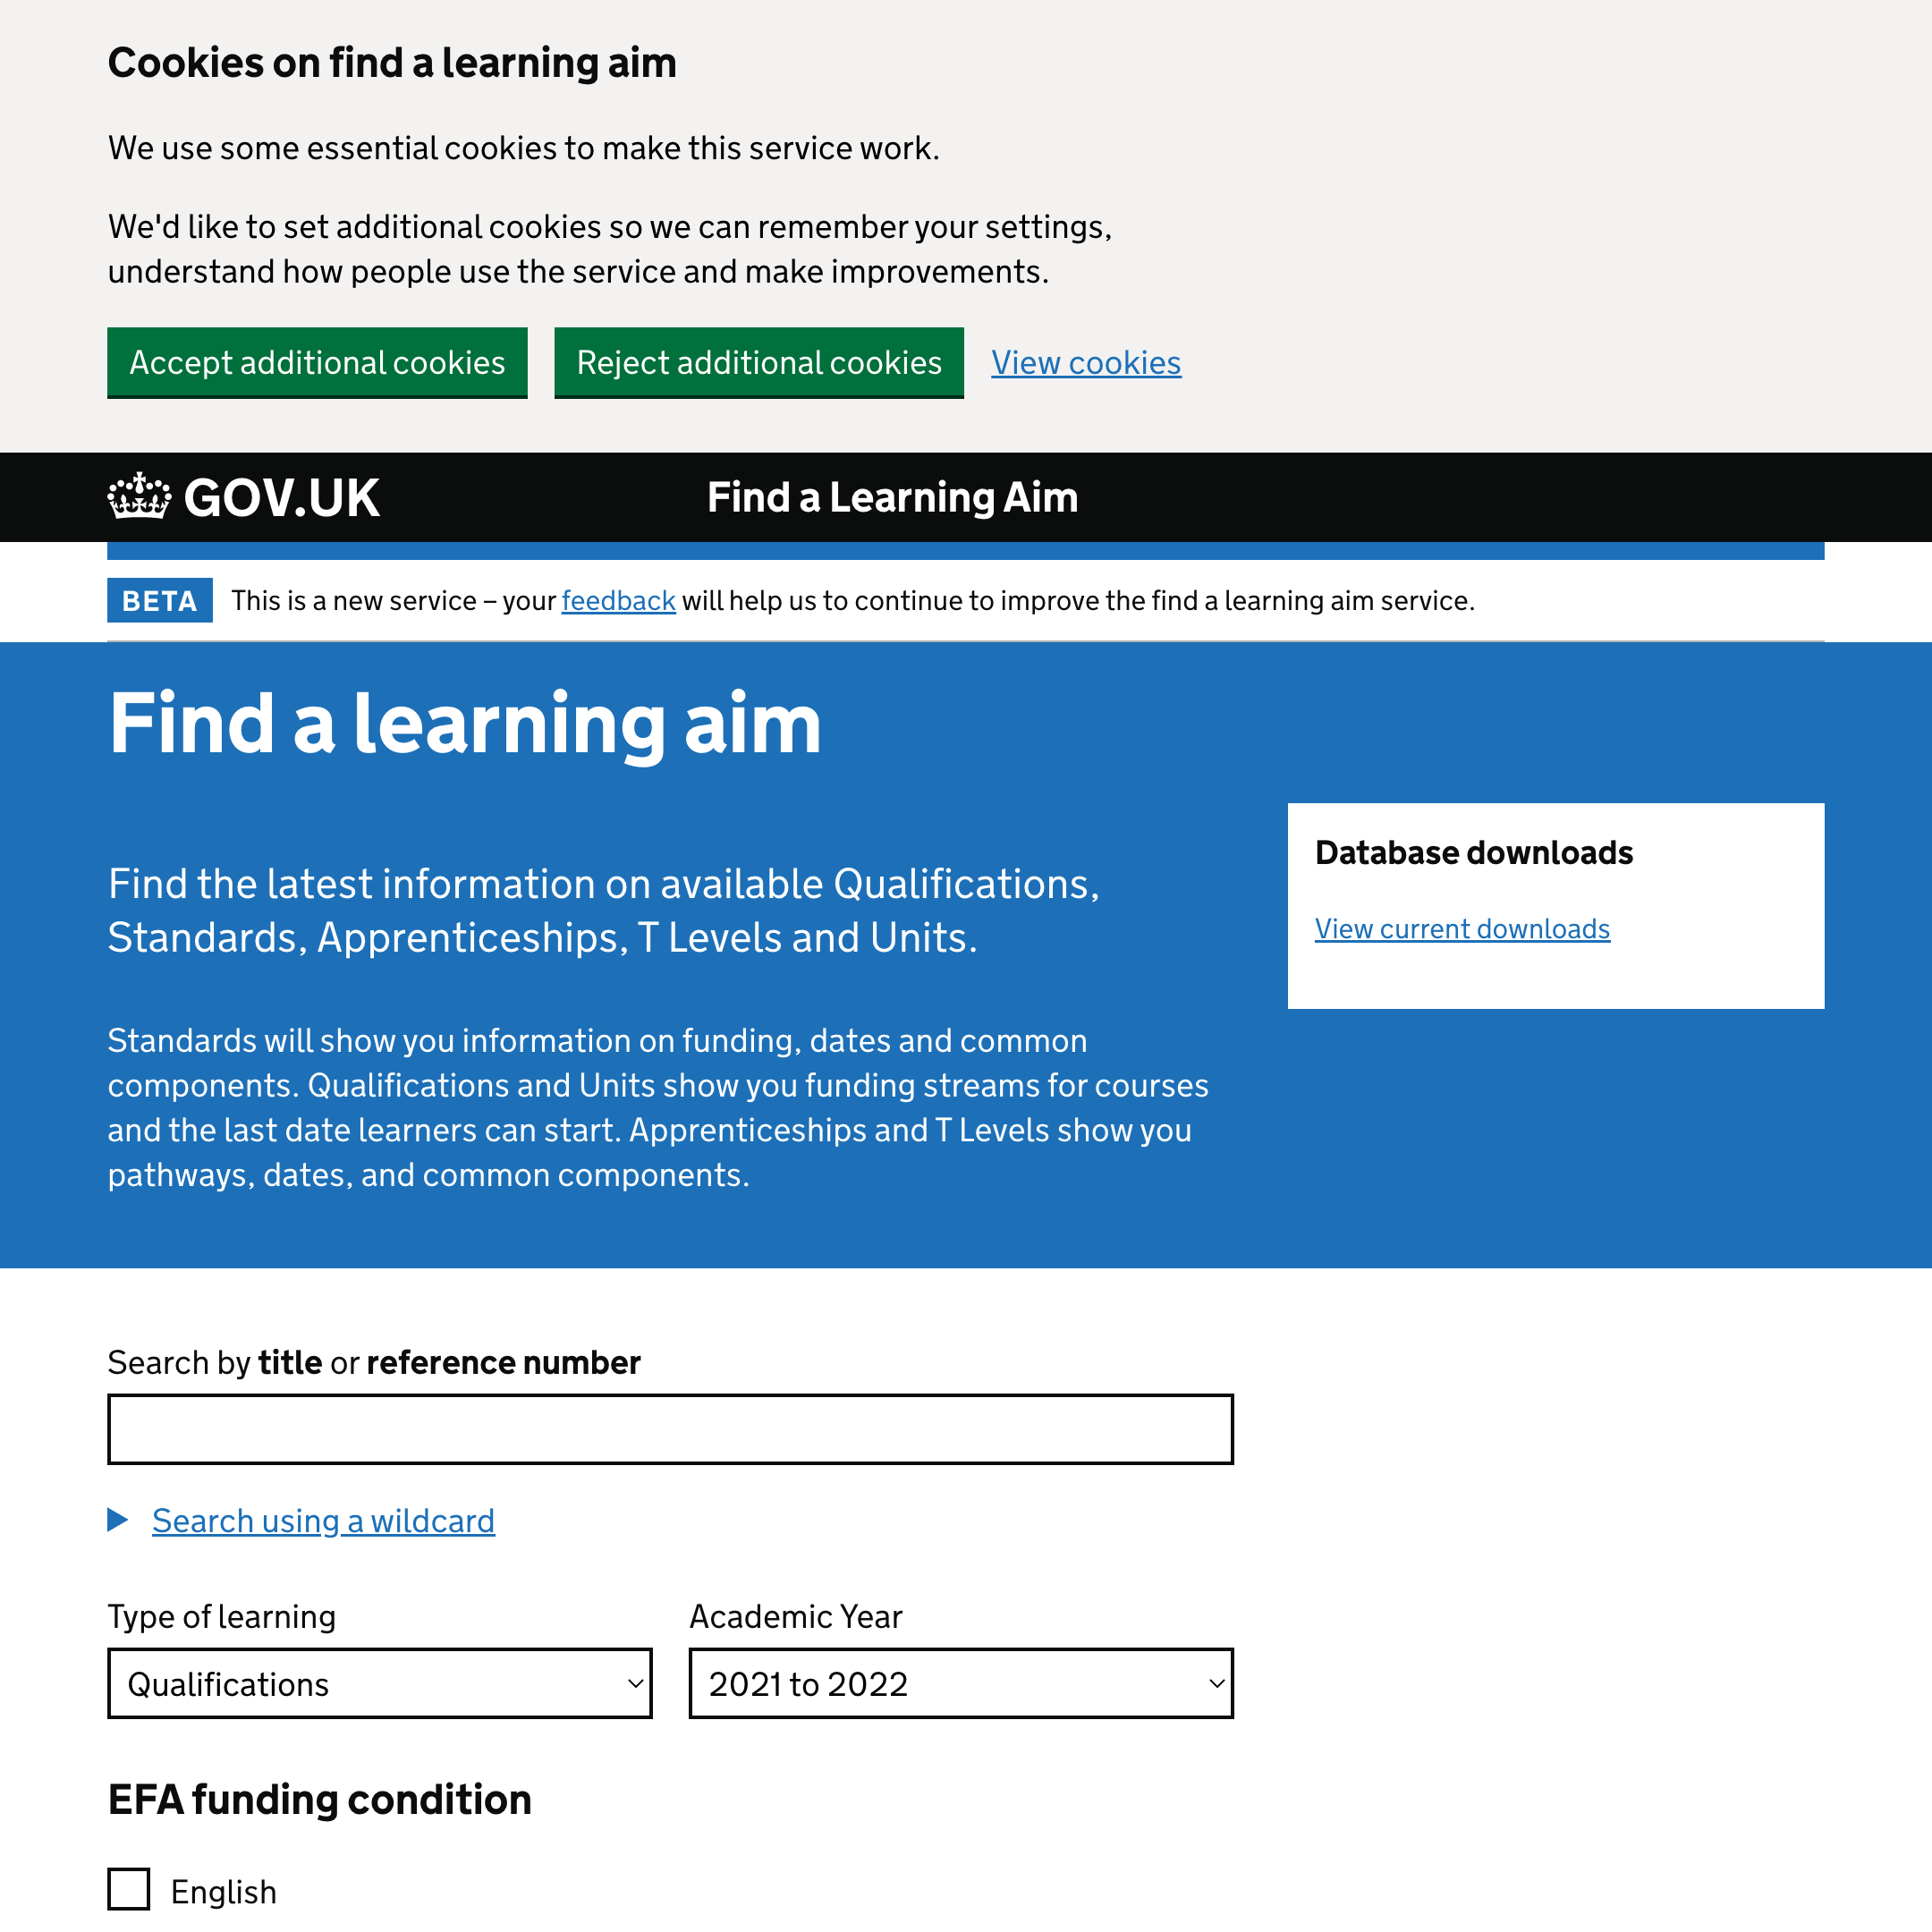 Cookies on find a learning aim
We use some essential cookies to make this service work.
We'd like to set additional cookies so we can remember your settings,
understand how people use the service and make improvements.
Accept additional cookies
Reject additional cookies
View cookies
GOV.UK
Find a Learning Aim
BETA
This is a new service – your feedback will help us to continue to improve the find a learning aim service.
Find a learning aim
Find the latest information on available Qualifications,
Standards, Apprenticeships, T Levels and Units.
Standards will show you information on funding, dates and common
components. Qualifications and Units show you funding streams for courses
and the last date learners can start. Apprenticeships and T Levels show you
pathways, dates, and common components.
Database downloads
View current downloads
Search by title or reference number
Search using a wildcard
Type of learning
Qualifications
Academic Year
2021 to 2022
EFA funding condition
English